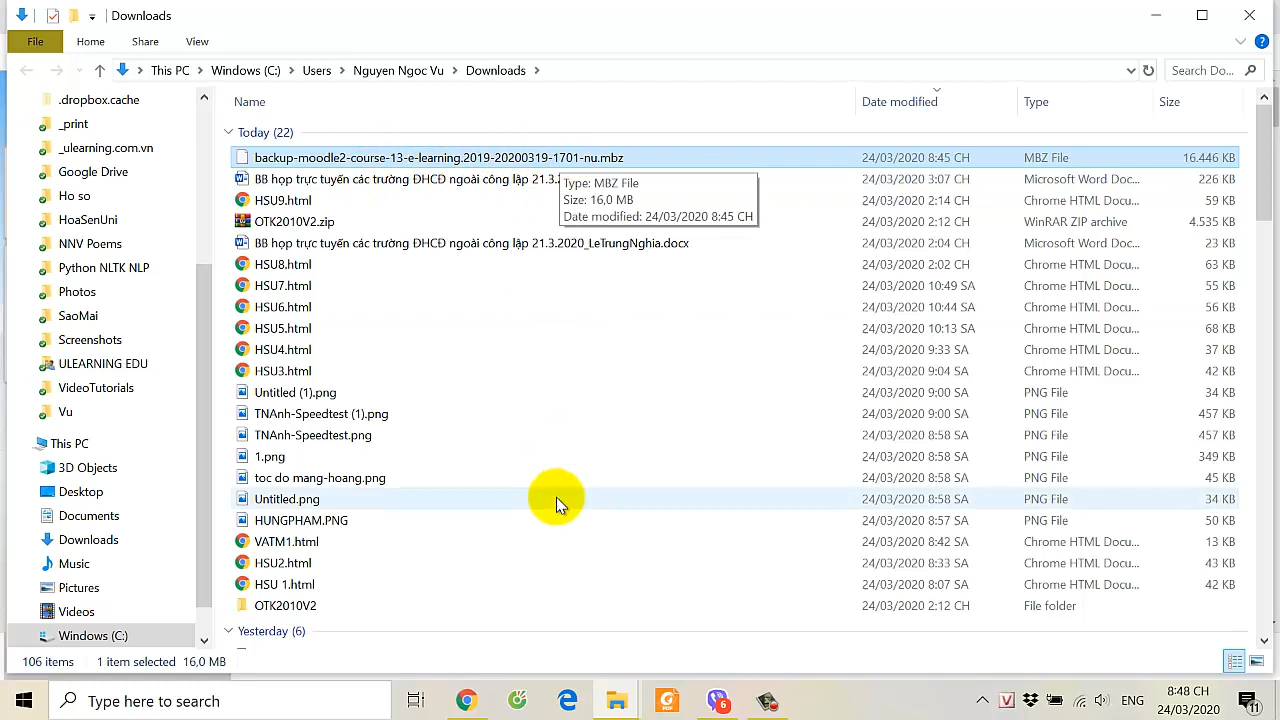 Downloads
File Home Share View
This PC Windows (C:) Users Nguyen Ngoc Vu Downloads Search Do...
Name Date modified Type Size
.dropbox.cache
_print
_ulearning.com.vn
Google Drive
Ho so
HoaSenUni
NNV Poems
Python NLTK NLP
Photos
SaoMai
Screenshots
ULEARNING EDU
VideoTutorials
Vu
This PC
3D Objects
Desktop
Documents
Downloads
Music
Pictures
Videos
Windows (C:)
Today (22)
backup-moodle2-course-13-e-learning.2019-20200319-1701-nu.mbz 24/03/2020 8:45 CH MBZ File 16.446 KB
BB họp trực tuyến các trường ĐHCĐ ngoài công lập 21.3. 24/03/2020 3:07 CH Microsoft Word Doc... 226 KB
Type: MBZ File
Size: 16,0 MB
Date modified: 24/03/2020 8:45 CH
HSU9.html 24/03/2020 2:14 CH Chrome HTML Docu... 59 KB
OTK2010V2.zip 24/03/2020 2:12 CH WinRAR ZIP archive 4.535 KB
BB họp trực tuyến các trường ĐHCĐ ngoài công lập 21.3.2020_LeTrungNghia.docx 24/03/2020 2:04 CH Microsoft Word Doc... 23 KB
HSU8.html 24/03/2020 2:02 CH Chrome HTML Docu... 63 KB
HSU7.html 24/03/2020 10:49 SA Chrome HTML Docu... 55 KB
HSU6.html 24/03/2020 10:44 SA Chrome HTML Docu... 56 KB
HSU5.html 24/03/2020 10:13 SA Chrome HTML Docu... 68 KB
HSU4.html 24/03/2020 9:33 SA Chrome HTML Docu... 37 KB
HSU3.html 24/03/2020 9:04 SA Chrome HTML Docu... 42 KB
Untitled (1).png 24/03/2020 9:00 SA PNG File 34 KB
TNAnh-Speedtest (1).png 24/03/2020 9:00 SA PNG File 457 KB
TNAnh-Speedtest.png 24/03/2020 8:58 SA PNG File 457 KB
1.png 24/03/2020 8:58 SA PNG File 349 KB
toc do mang-hoang.png 24/03/2020 8:58 SA PNG File 45 KB
Untitled.png 24/03/2020 8:58 SA PNG File 34 KB
HUNGPHAM.PNG 24/03/2020 8:57 SA PNG File 50 KB
VATM1.html 24/03/2020 8:42 SA Chrome HTML Docu... 13 KB
HSU2.html 24/03/2020 8:33 SA Chrome HTML Docu... 43 KB
HSU 1.html 24/03/2020 8:07 SA Chrome HTML Docu... 42 KB
OTK2010V2 24/03/2020 2:12 CH File folder
Yesterday (6)
106 items 1 item selected 16,0 MB
Type here to search
6
V
ENG
8:48 CH
24/03/2020
11